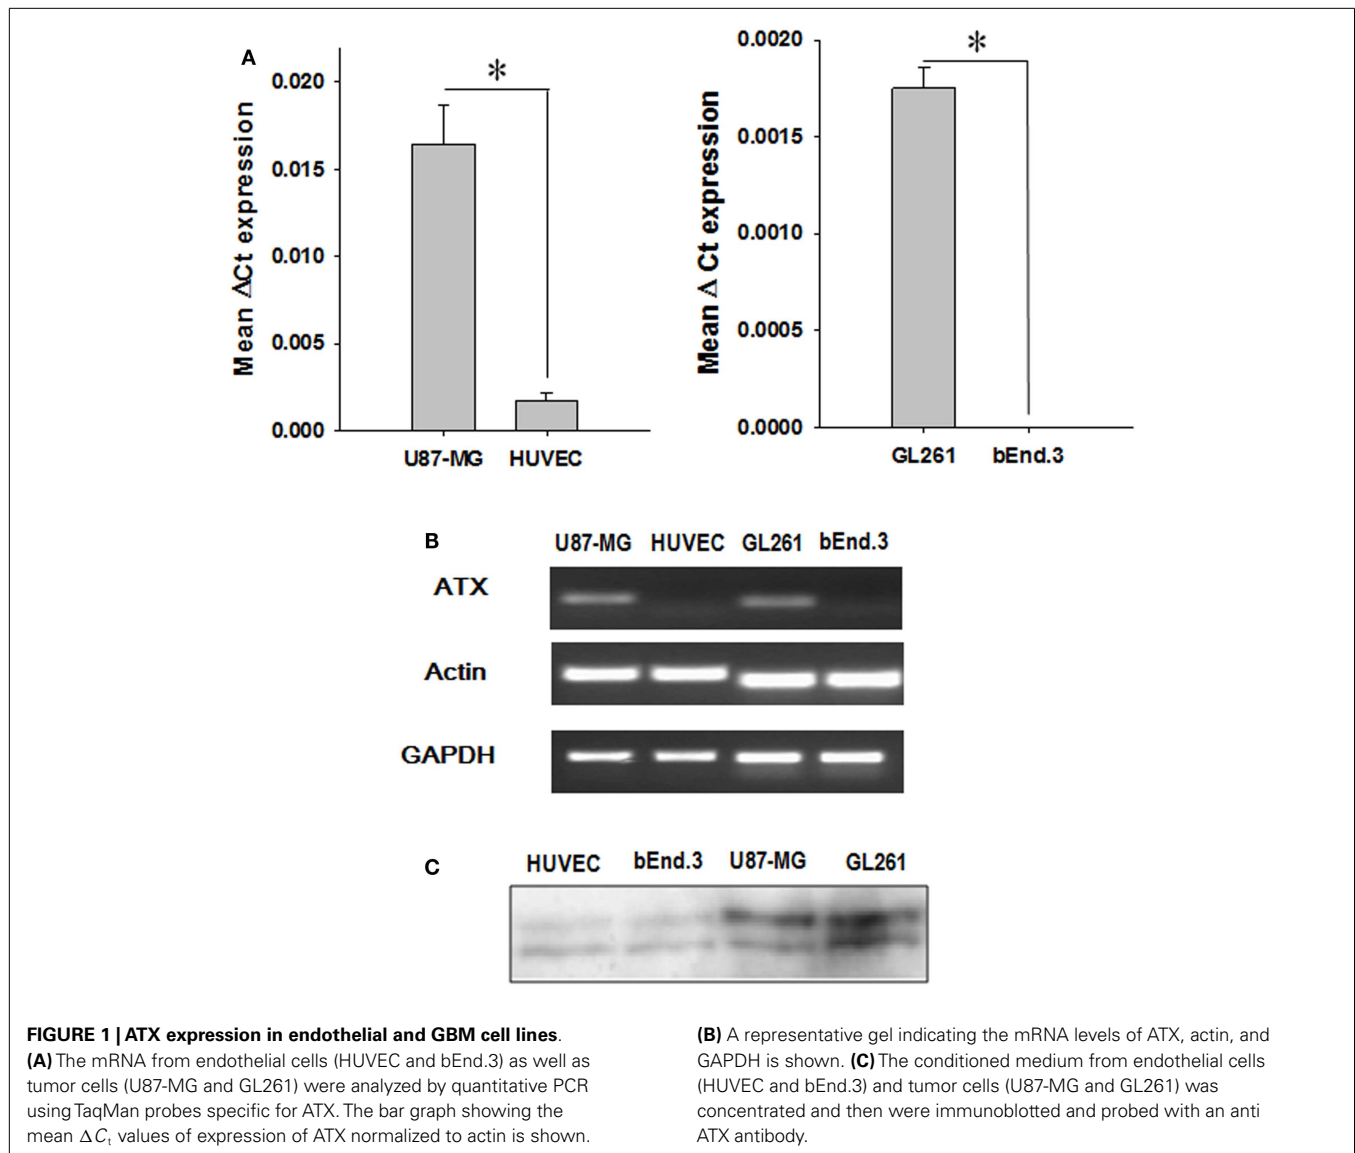 A
Mean ΔCt expression
0.020
0.015
0.010
0.005
0.000
*
U87-MG HUVEC
Mean Δ Ct expression
0.0020
0.0015
0.0010
0.0005
0.0000
*
GL261 bEnd.3
B
U87-MG HUVEC GL261 bEnd.3
ATX
Actin
GAPDH
C
HUVEC bEnd.3 U87-MG GL261
FIGURE 1 | ATX expression in endothelial and GBM cell lines.
(A) The mRNA from endothelial cells (HUVEC and bEnd.3) as well as
tumor cells (U87-MG and GL261) were analyzed by quantitative PCR
using TaqMan probes specific for ATX. The bar graph showing the
mean ΔCt values of expression of ATX normalized to actin is shown.
(B) A representative gel indicating the mRNA levels of ATX, actin, and
GAPDH is shown. (C) The conditioned medium from endothelial cells
(HUVEC and bEnd.3) and tumor cells (U87-MG and GL261) was
concentrated and then were immunoblotted and probed with an anti
ATX antibody.